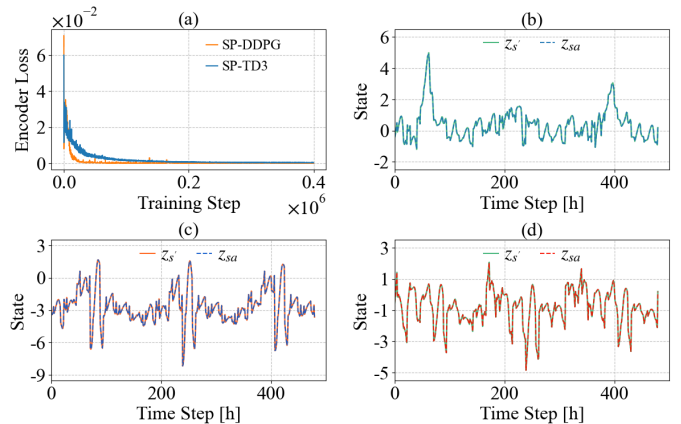 (a)
×10⁻²
SP-DDPG
SP-TD3
Encoder Loss
6
4
2
0
0.0 0.2 0.4
Training Step
×10⁶
(b)
z_s' z_sa
State
6
4
2
0
-2
0 200 400
Time Step [h]
(c)
z_s' z_sa
State
3
0
-3
-6
-9
0 200 400
Time Step [h]
(d)
z_s' z_sa
State
3
1
-1
-3
-5
0 200 400
Time Step [h]